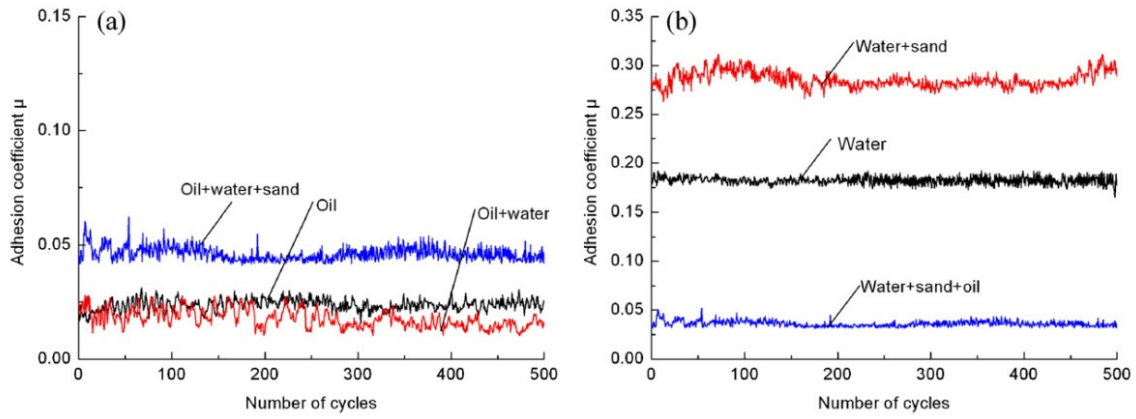 (a)
Adhesion coefficient μ
0.15
0.10
0.05
0.00
Oil+water+sand
Oil
Oil+water
0 100 200 300 400 500
Number of cycles
(b)
Adhesion coefficient μ
0.35
0.30
0.25
0.20
0.15
0.10
0.05
0.00
Water+sand
Water
Water+sand+oil
0 100 200 300 400 500
Number of cycles